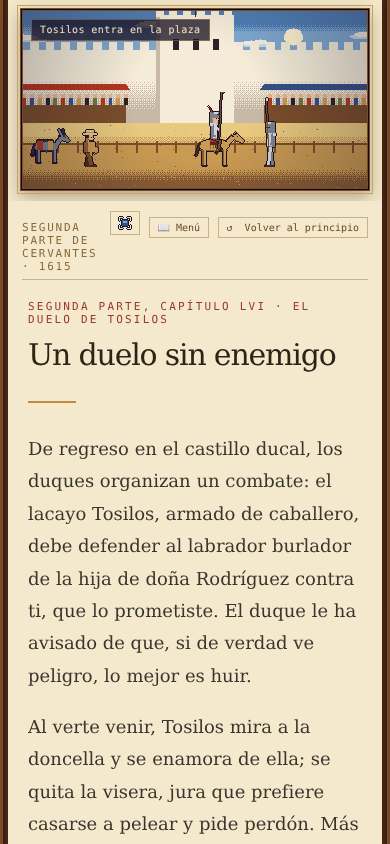 Tosilos entra en la plaza
SEGUNDA
PARTE DE
CERVANTES
· 1615
📖 Menú
↺ Volver al principio
SEGUNDA PARTE, CAPÍTULO LVI · EL
DUELO DE TOSILOS
Un duelo sin enemigo
De regreso en el castillo ducal, los
duques organizan un combate: el
lacayo Tosilos, armado de caballero,
debe defender al labrador burlador
de la hija de doña Rodríguez contra
ti, que lo prometiste. El duque le ha
avisado de que, si de verdad ve
peligro, lo mejor es huir.
Al verte venir, Tosilos mira a la
doncella y se enamora de ella; se
quita la visera, jura que prefiere
casarse a pelear y pide perdón. Más